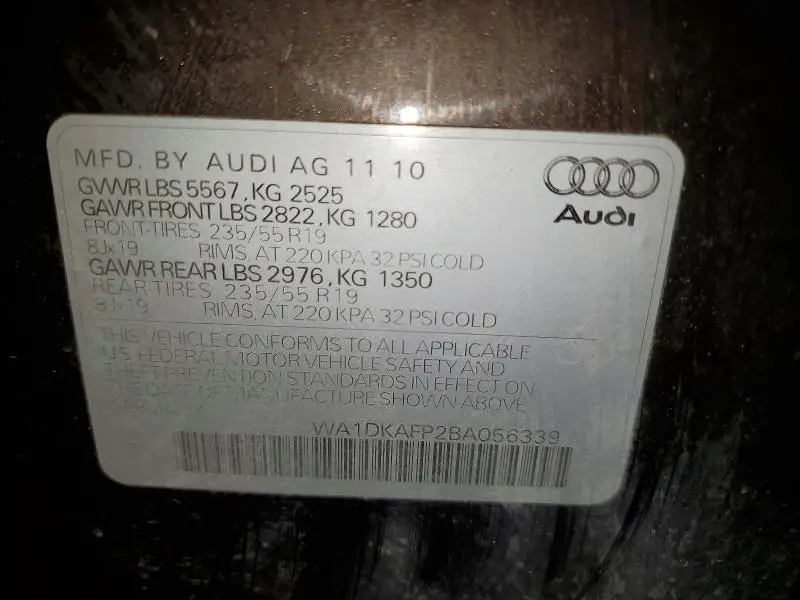 MFD. BY AUDI AG 11 10
GVWR LBS 5567, KG 2525
GAWR FRONT LBS 2822, KG 1280
FRONT-TIRES 235/55 R19
8Jx19 RIMS, AT 220 KPA 32 PSI COLD
GAWR REAR LBS 2976, KG 1350
REAR-TIRES 235/55 R19
8Jx19 RIMS, AT 220 KPA 32 PSI COLD
THIS VEHICLE CONFORMS TO ALL APPLICABLE
U.S. FEDERAL MOTOR VEHICLE SAFETY AND
THEFT PREVENTION STANDARDS IN EFFECT ON
THE DATE OF MANUFACTURE SHOWN ABOVE
GERMANY
WA1DKAFP2BA056339
Audi